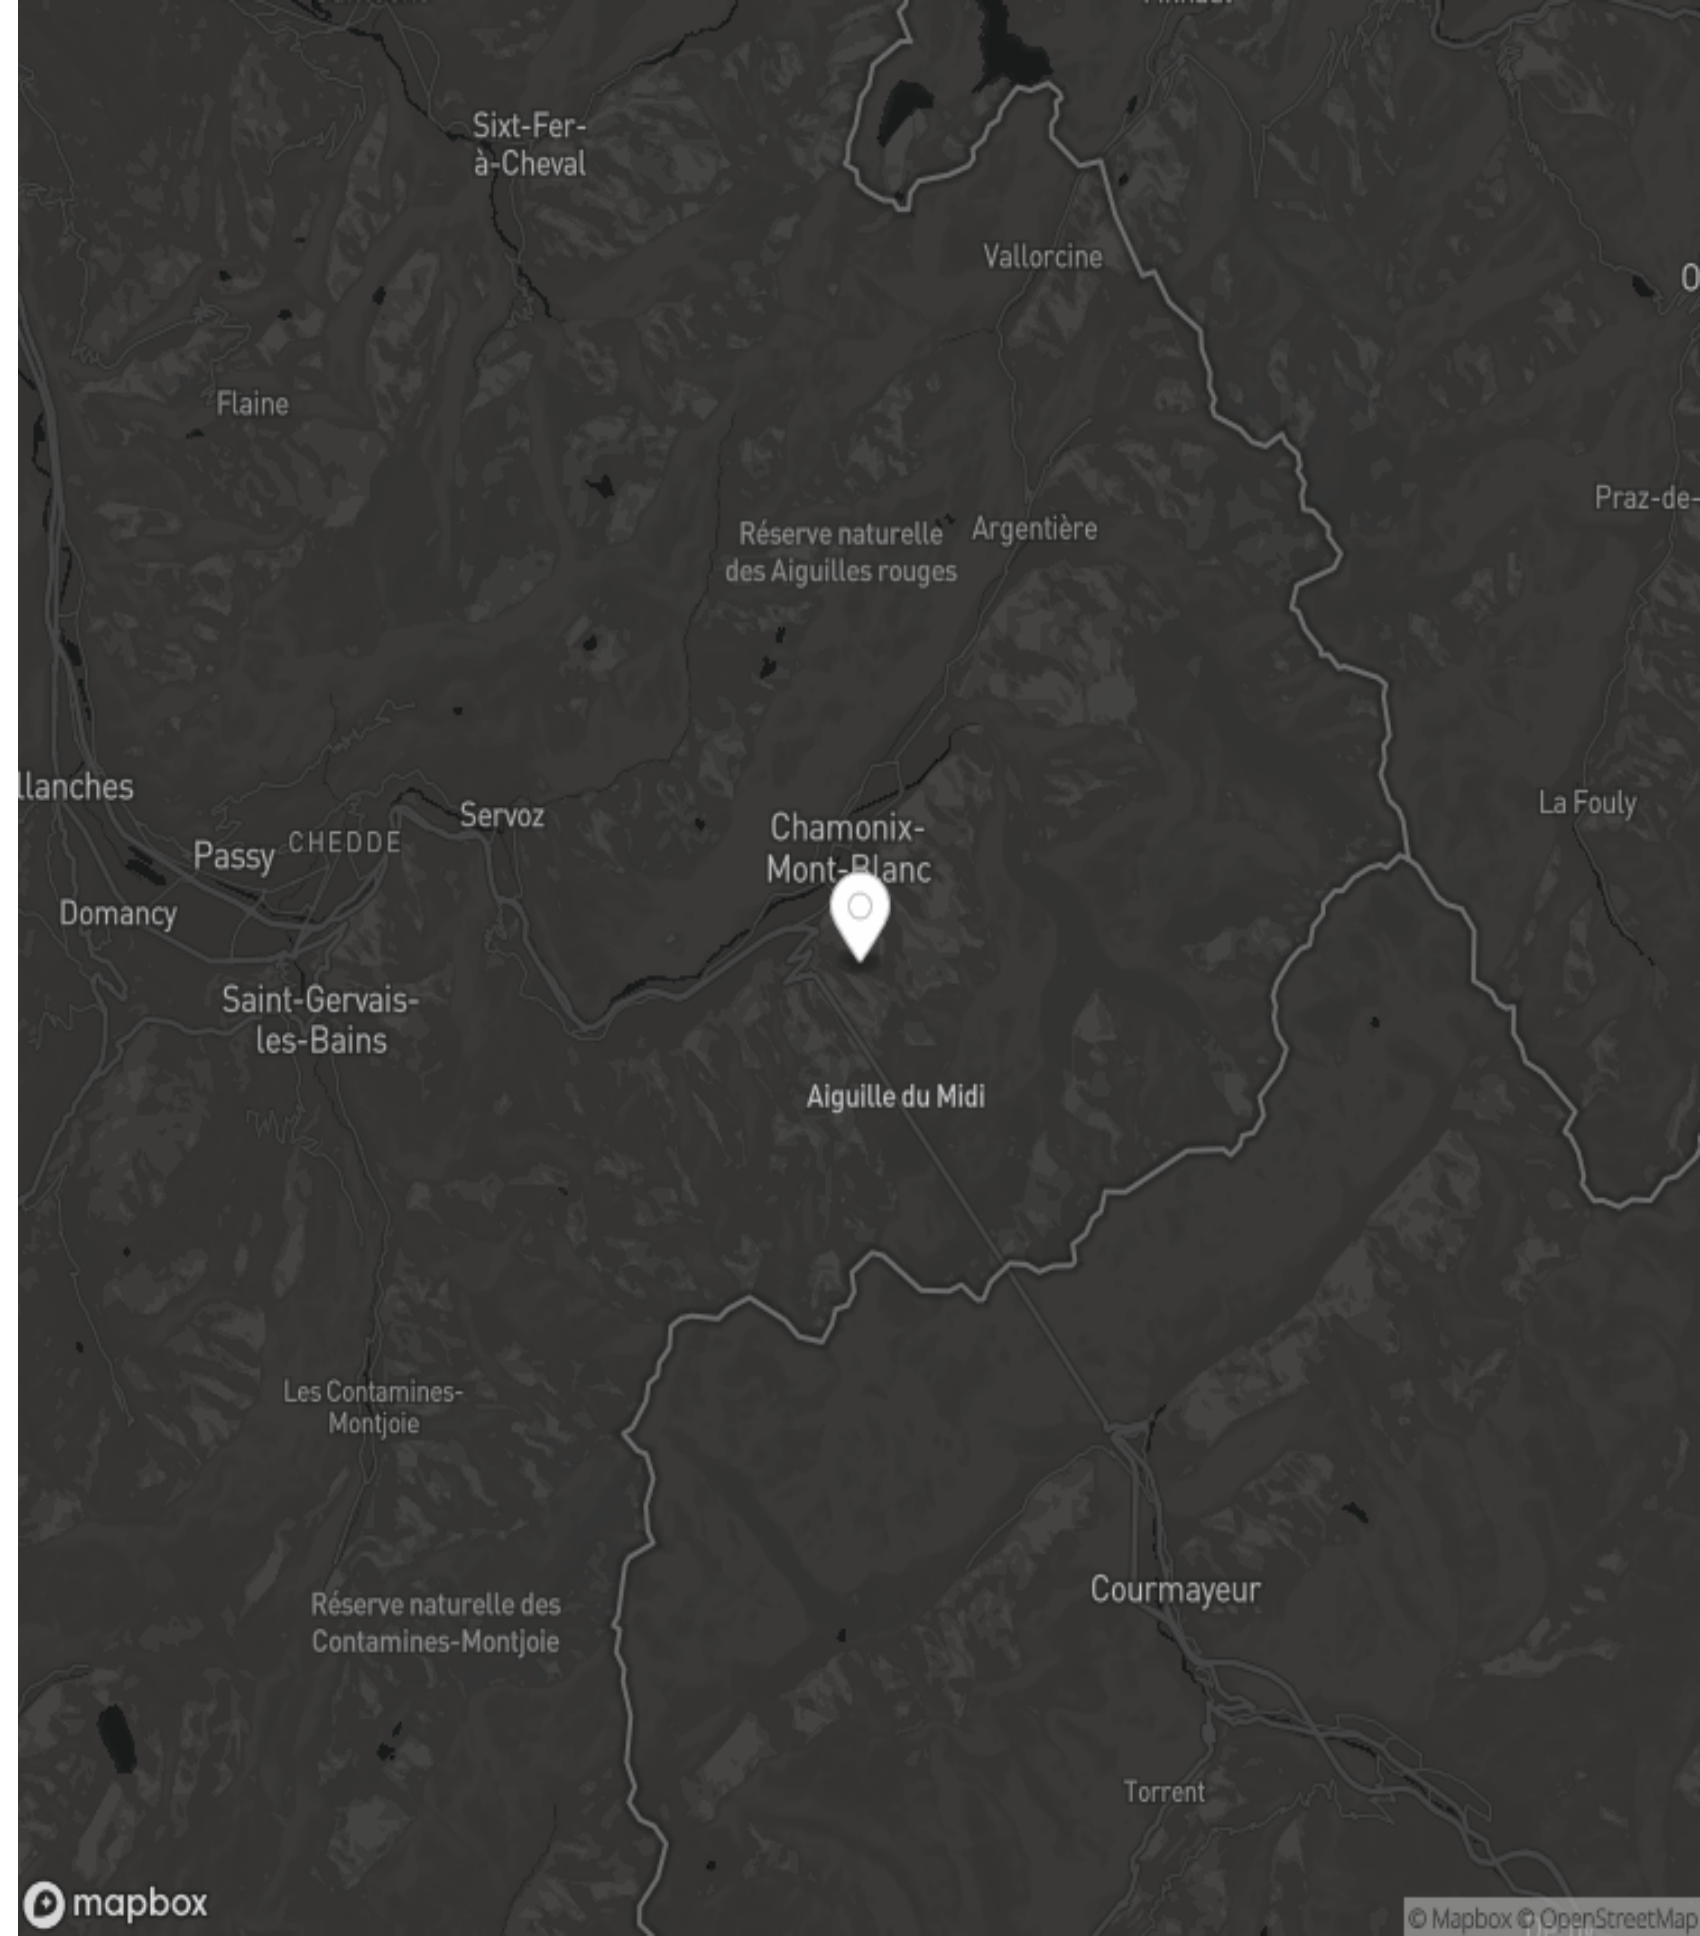 Sixt-Fer-
à-Cheval
Vallorcine
Flaine
Praz-de-
Réserve naturelle
des Aiguilles rouges
Argentière
llanches
La Fouly
Servoz
Chamonix-
Mont-Blanc
CHEDDE
Passy
Domancy
Saint-Gervais-
les-Bains
Aiguille du Midi
Les Contamines-
Montjoie
Courmayeur
Réserve naturelle des
Contamines-Montjoie
Torrent
mapbox
© Mapbox © OpenStreetMap